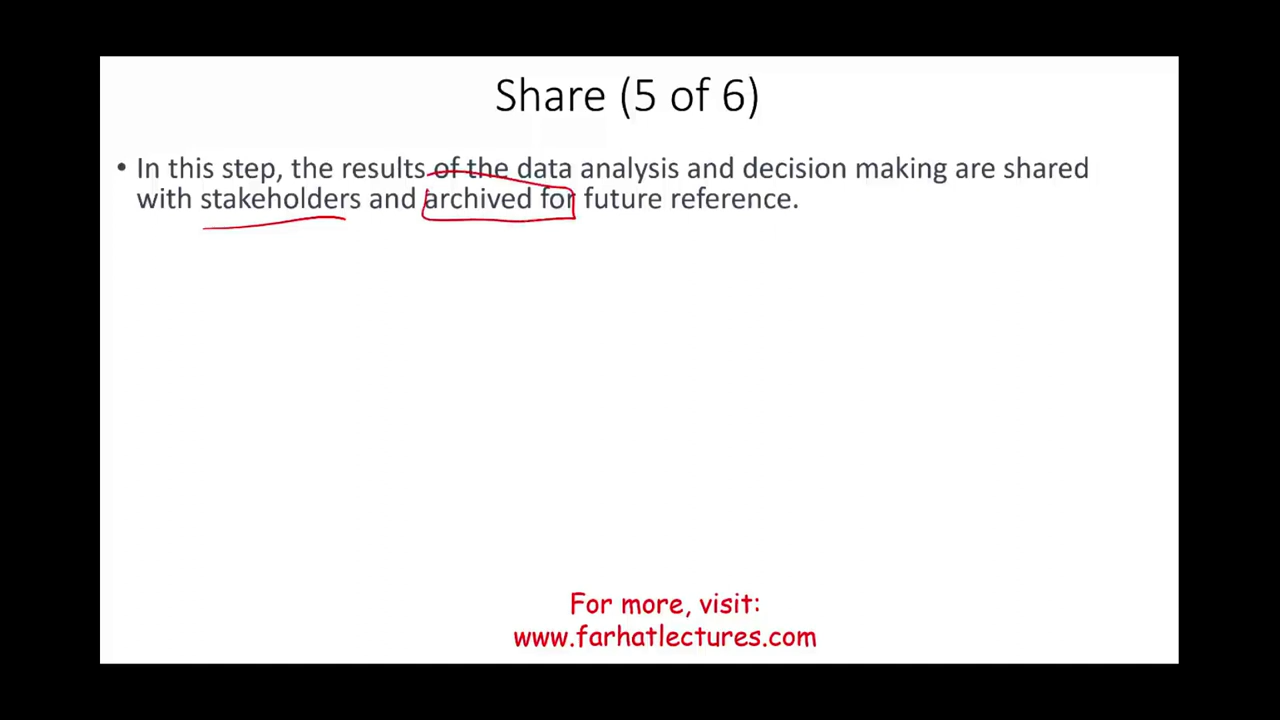 Share (5 of 6)
• In this step, the results of the data analysis and decision making are shared
with stakeholders and archived for future reference.
For more, visit:
www.farhatlectures.com